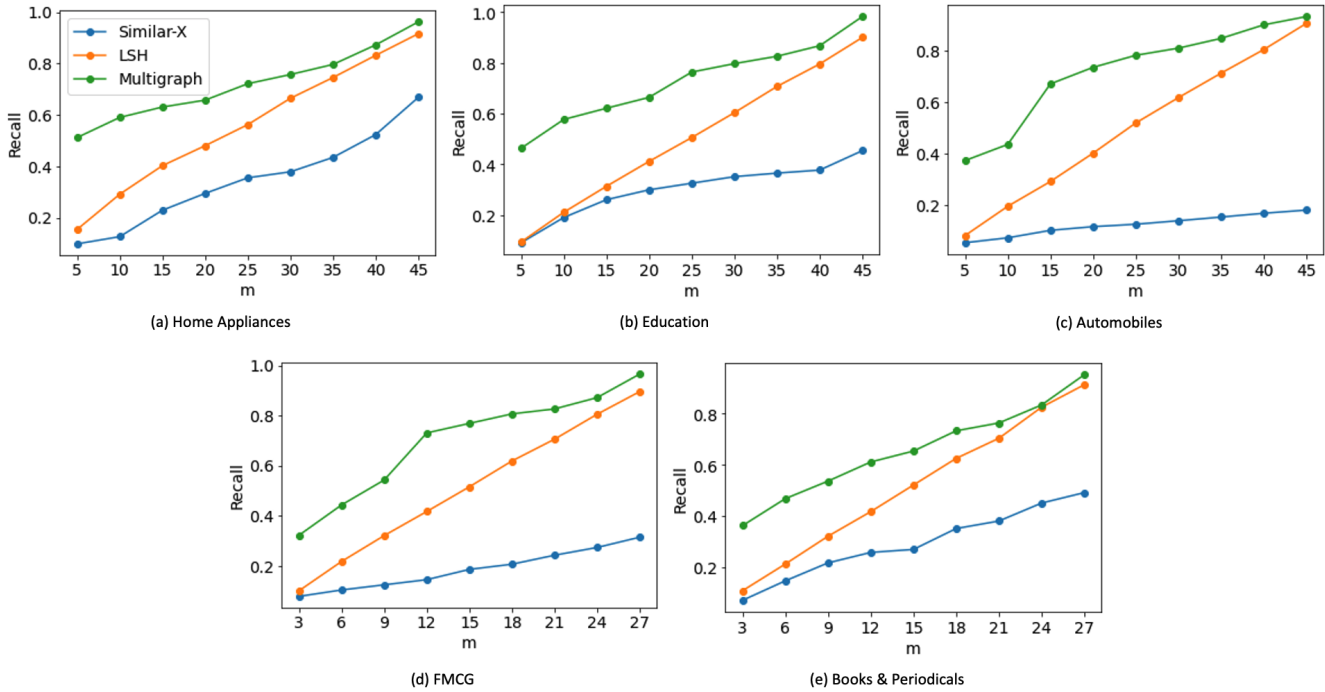 1.0
0.8
0.6
0.4
0.2
Recall
Similar-X
LSH
Multigraph
5 10 15 20 25 30 35 40 45
m
(a) Home Appliances
1.0
0.8
0.6
0.4
0.2
Recall
5 10 15 20 25 30 35 40 45
m
(b) Education
0.8
0.6
0.4
0.2
Recall
5 10 15 20 25 30 35 40 45
m
(c) Automobiles
1.0
0.8
0.6
0.4
0.2
Recall
3 6 9 12 15 18 21 24 27
m
(d) FMCG
0.8
0.6
0.4
0.2
Recall
3 6 9 12 15 18 21 24 27
m
(e) Books & Periodicals